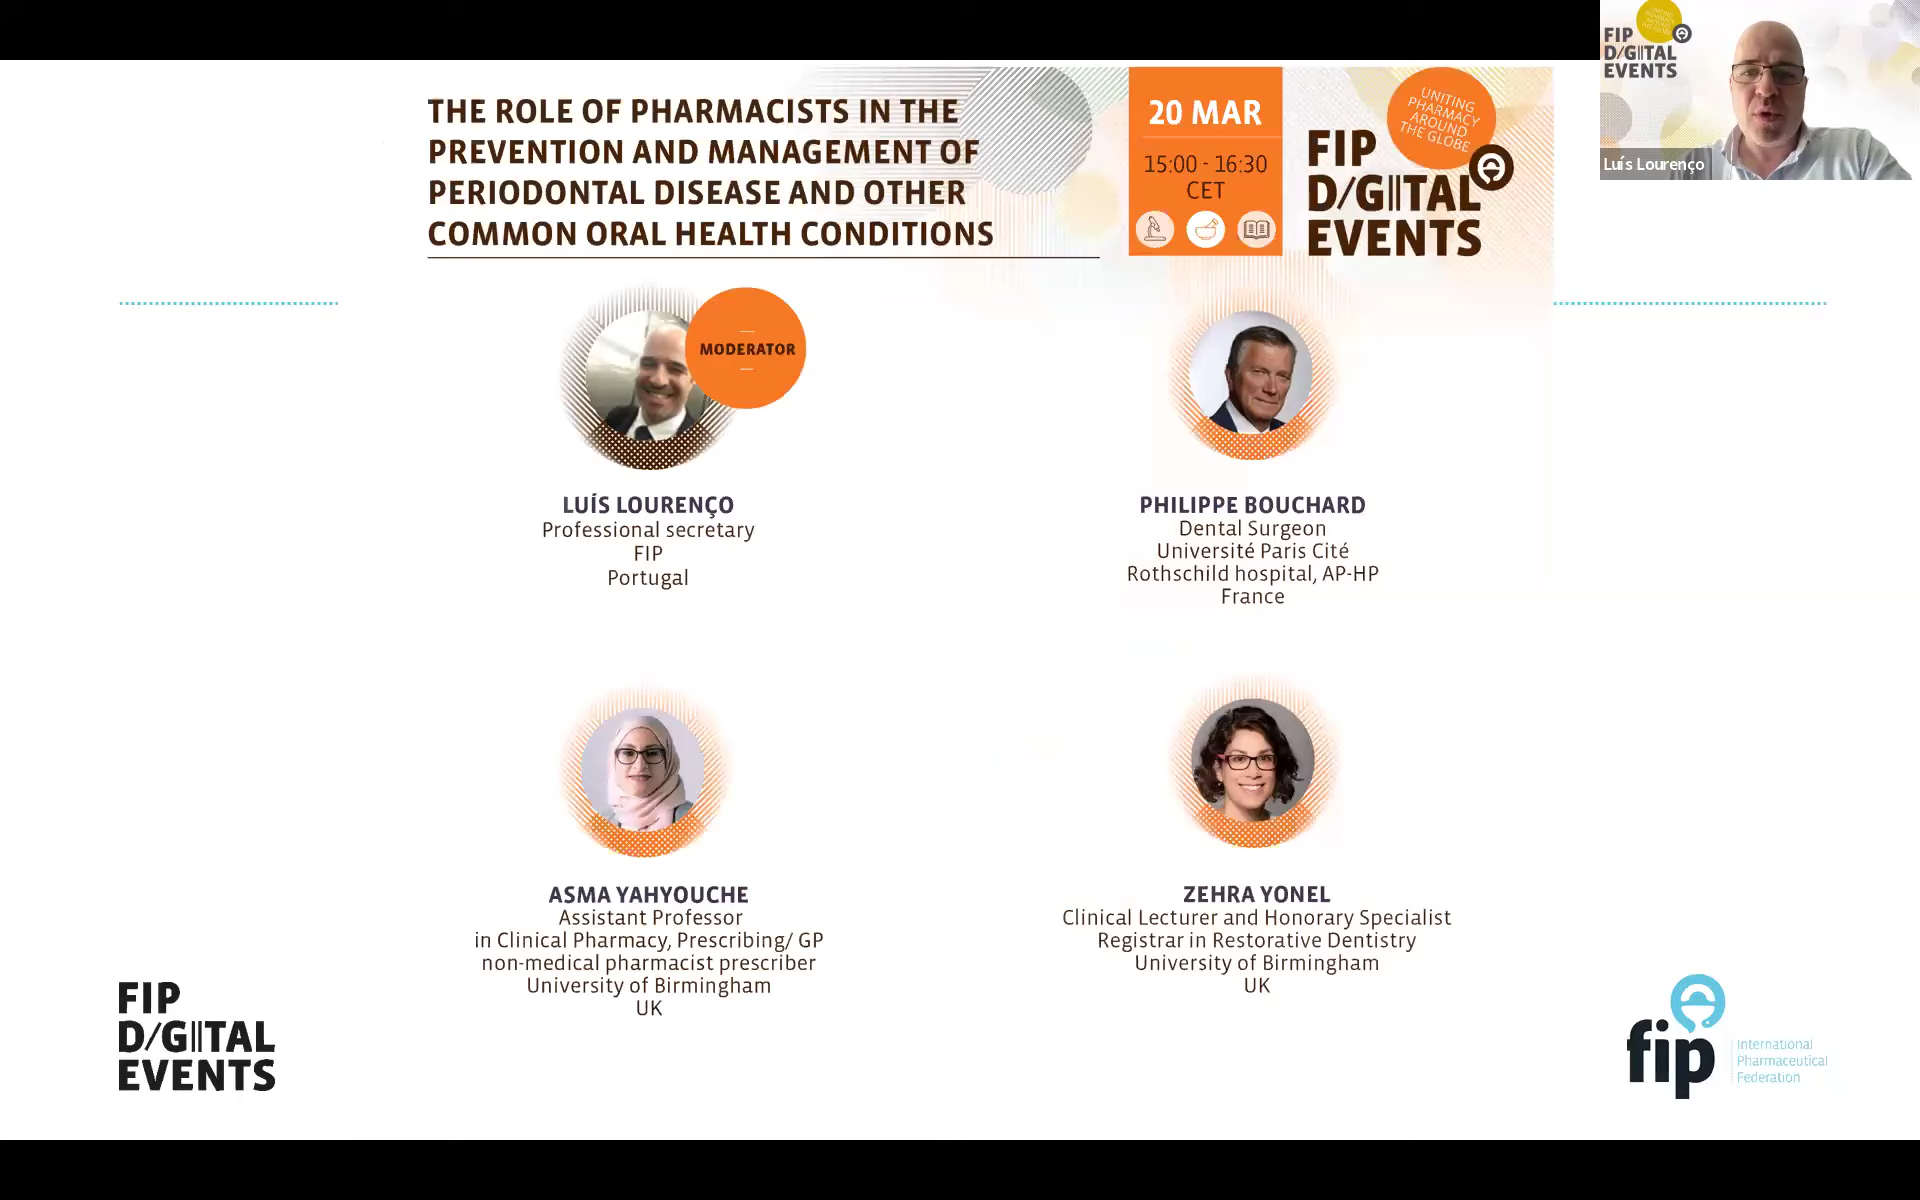 THE ROLE OF PHARMACISTS IN THE
PREVENTION AND MANAGEMENT OF
PERIODONTAL DISEASE AND OTHER
COMMON ORAL HEALTH CONDITIONS
20 MAR
15:00 - 16:30
CET
UNITING
PHARMACY
AROUND
THE GLOBE
FIP
D/GIITAL
EVENTS
FIP
D/GIITAL
EVENTS
Luís Lourenço
MODERATOR
LUÍS LOURENÇO
Professional secretary
FIP
Portugal
PHILIPPE BOUCHARD
Dental Surgeon
Université Paris Cité
Rothschild hospital, AP-HP
France
ASMA YAHYOUCHE
Assistant Professor
in Clinical Pharmacy, Prescribing/ GP
non-medical pharmacist prescriber
University of Birmingham
UK
ZEHRA YONEL
Clinical Lecturer and Honorary Specialist
Registrar in Restorative Dentistry
University of Birmingham
UK
FIP
D/GIITAL
EVENTS
fip
International
Pharmaceutical
Federation